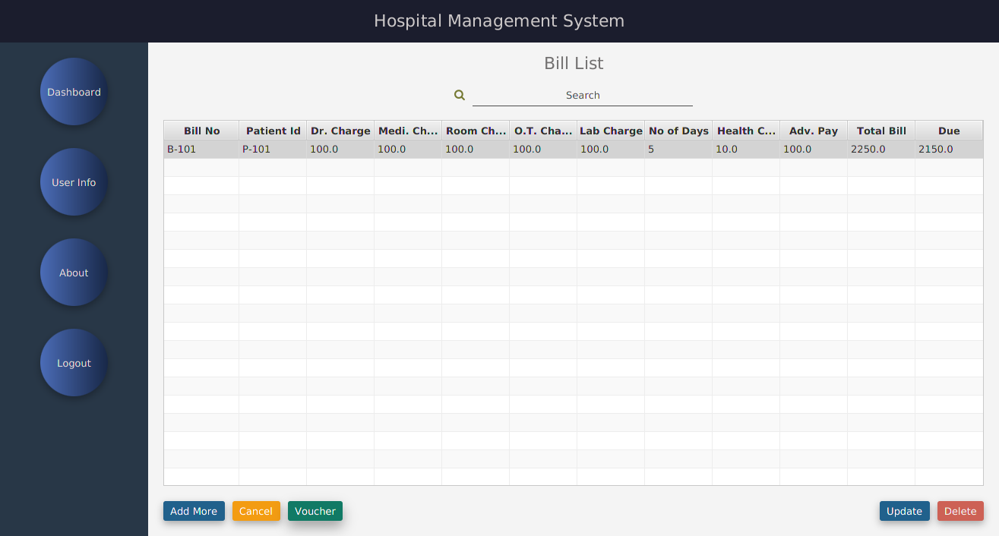 Hospital Management System
Dashboard
User Info
About
Logout
Bill List
Search
Bill No Patient Id Dr. Charge Medi. Ch... Room Ch... O.T. Cha... Lab Charge No of Days Health C... Adv. Pay Total Bill Due
B-101 P-101 100.0 100.0 100.0 100.0 100.0 5 10.0 100.0 2250.0 2150.0
Add More Cancel Voucher Update Delete